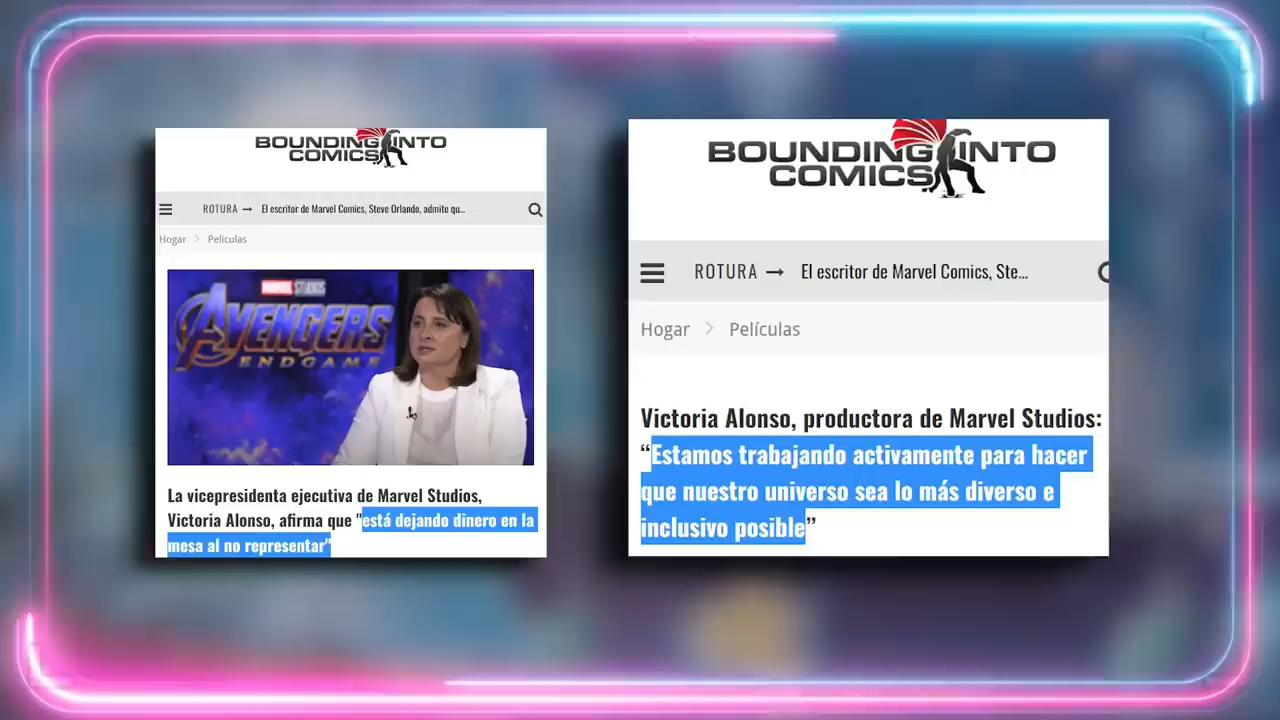 BOUNDING INTO
COMICS
ROTURA → El escritor de Marvel Comics, Steve Orlando, admite qu...
Hogar > Películas
MARVEL STUDIOS
AVENGERS
ENDGAME
La vicepresidenta ejecutiva de Marvel Studios,
Victoria Alonso, afirma que "está dejando dinero en la
mesa al no representar"
BOUNDING INTO
COMICS
ROTURA → El escritor de Marvel Comics, Ste...
Hogar > Películas
Victoria Alonso, productora de Marvel Studios:
“Estamos trabajando activamente para hacer
que nuestro universo sea lo más diverso e
inclusivo posible”